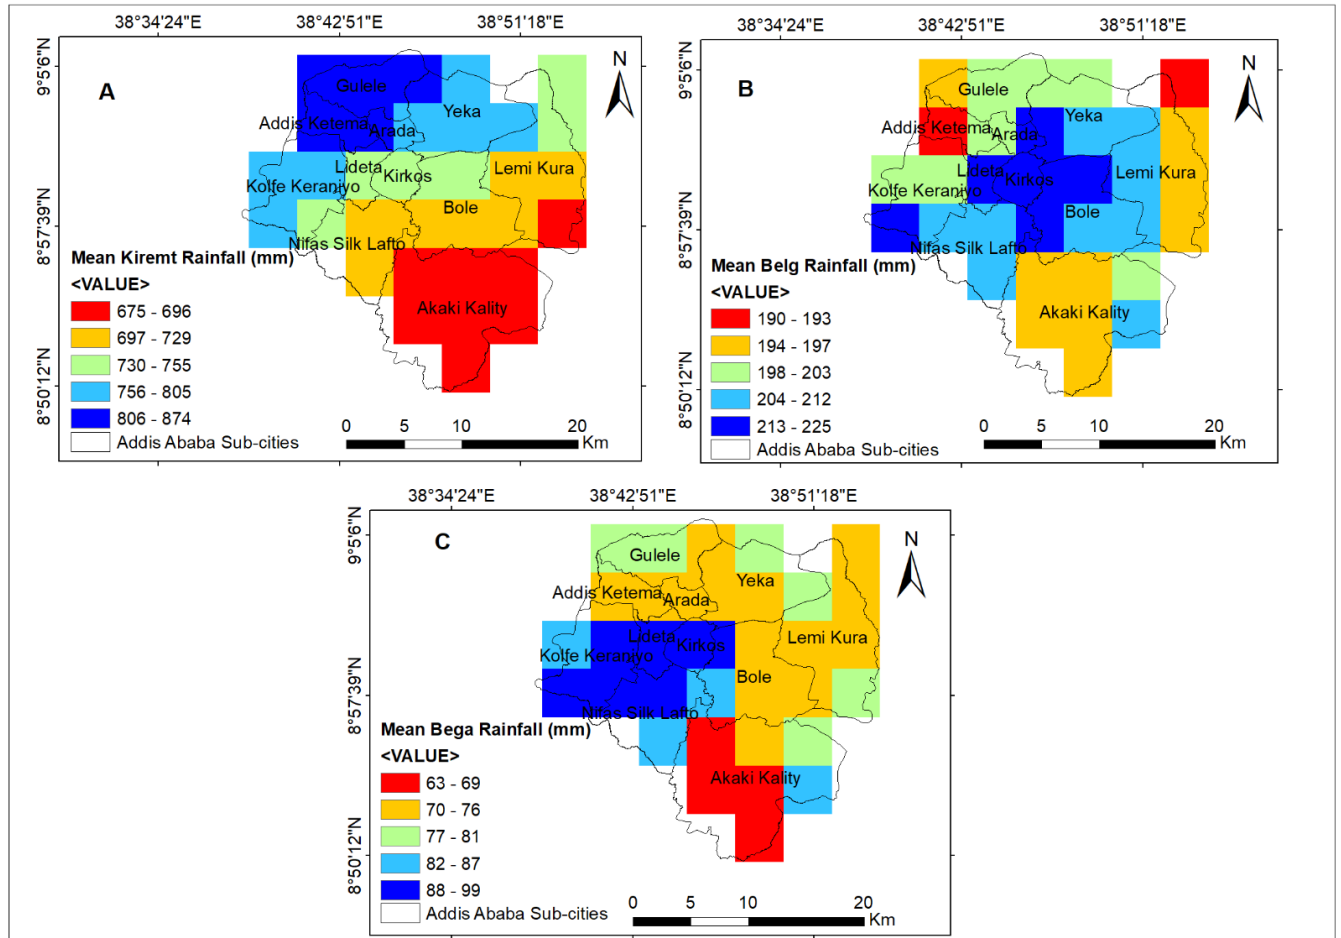 38°34'24"E 38°42'51"E 38°51'18"E
9°5'6"N
8°57'39"N
8°50'12"N
A
N
Gulele
Yeka
Addis Ketema
Arada
Lideta
Kirkos
Lemi Kura
Kolfe Keraniyo
Bole
Nifas Silk Lafto
Akaki Kality
Mean Kiremt Rainfall (mm)
<VALUE>
675 - 696
697 - 729
730 - 755
756 - 805
806 - 874
Addis Ababa Sub-cities
0 5 10 20
Km
38°34'24"E 38°42'51"E 38°51'18"E
9°5'6"N
8°57'39"N
8°50'12"N
B
N
Gulele
Yeka
Addis Ketema
Arada
Lideta
Kirkos
Lemi Kura
Kolfe Keraniyo
Bole
Nifas Silk Lafto
Akaki Kality
Mean Belg Rainfall (mm)
<VALUE>
190 - 193
194 - 197
198 - 203
204 - 212
213 - 225
Addis Ababa Sub-cities
0 5 10 20
Km
38°34'24"E 38°42'51"E 38°51'18"E
9°5'6"N
8°57'39"N
8°50'12"N
C
N
Gulele
Yeka
Addis Ketema
Arada
Lideta
Kirkos
Lemi Kura
Kolfe Keraniyo
Bole
Nifas Silk Lafto
Akaki Kality
Mean Bega Rainfall (mm)
<VALUE>
63 - 69
70 - 76
77 - 81
82 - 87
88 - 99
Addis Ababa Sub-cities
0 5 10 20
Km